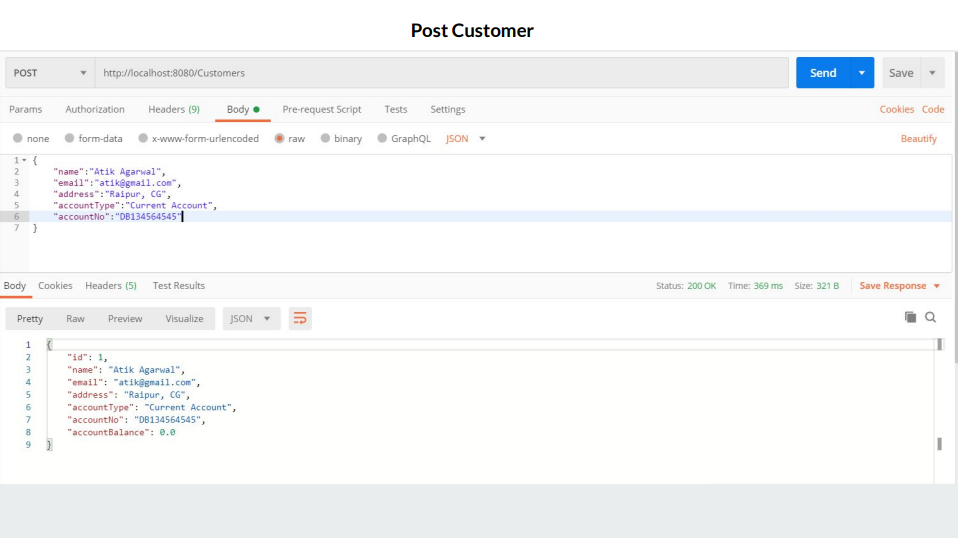 Post Customer
POST http://localhost:8080/Customers Send Save
Params Authorization Headers (9) Body Pre-request Script Tests Settings Cookies Code
none form-data x-www-form-urlencoded raw binary GraphQL JSON Beautify
1 {
2 "name":"Atik Agarwal",
3 "email":"atik@gmail.com",
4 "address":"Raipur, CG",
5 "accountType":"Current Account",
6 "accountNo":"DB134564545"
7 }
Body Cookies Headers (5) Test Results Status: 200 OK Time: 369 ms Size: 321 B Save Response
Pretty Raw Preview Visualize JSON
1 {
2 "id": 1,
3 "name": "Atik Agarwal",
4 "email": "atik@gmail.com",
5 "address": "Raipur, CG",
6 "accountType": "Current Account",
7 "accountNo": "DB134564545",
8 "accountBalance": 0.0
9 }